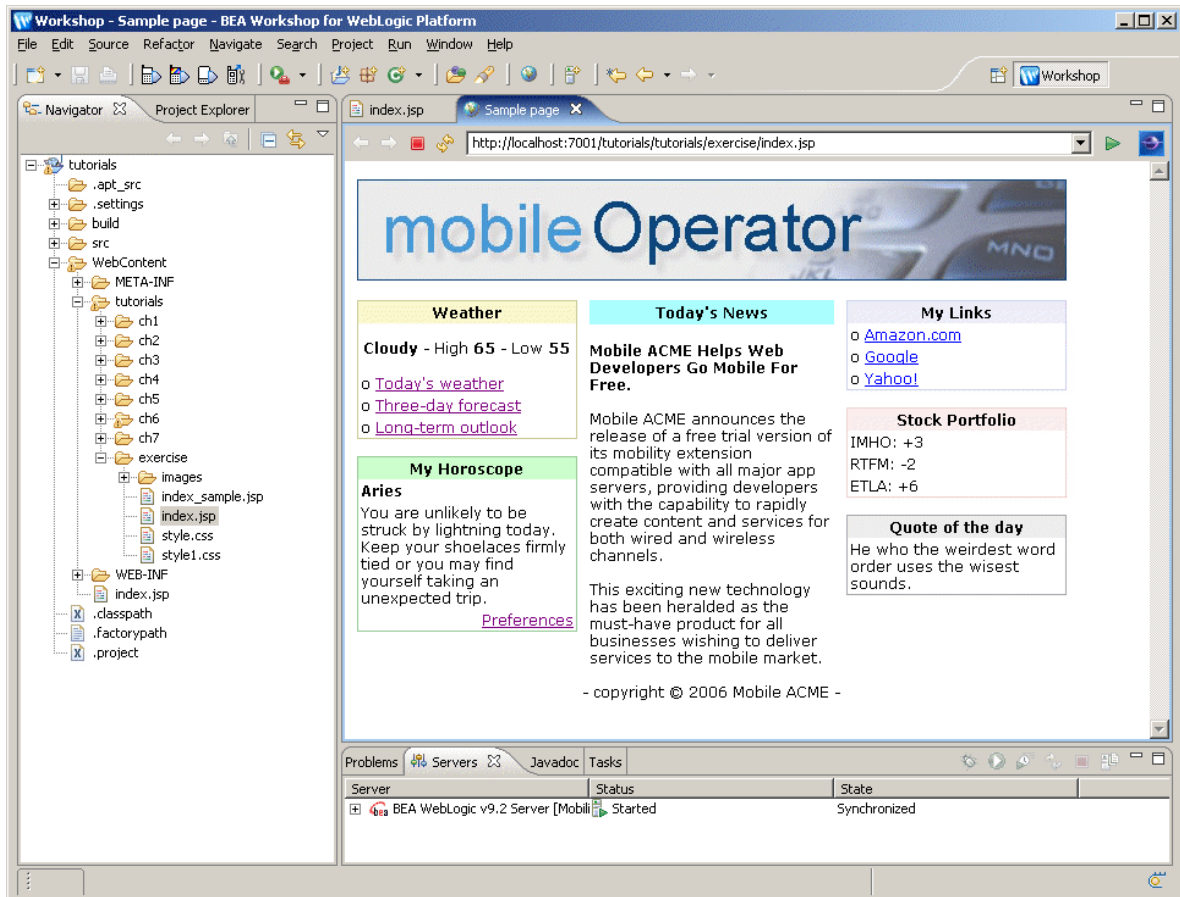 Workshop - Sample page - BEA Workshop for WebLogic Platform
File Edit Source Refactor Navigate Search Project Run Window Help
Workshop
Navigator Project Explorer
tutorials
.apt_src
.settings
build
src
WebContent
META-INF
tutorials
ch1
ch2
ch3
ch4
ch5
ch6
ch7
exercise
images
index_sample.jsp
index.jsp
style.css
style1.css
WEB-INF
index.jsp
.classpath
.factorypath
.project
index.jsp Sample page
http://localhost:7001/tutorials/tutorials/exercise/index.jsp
mobile Operator
MNO
JKL
Weather
Cloudy - High 65 - Low 55
o Today's weather
o Three-day forecast
o Long-term outlook
My Horoscope
Aries
You are unlikely to be
struck by lightning today.
Keep your shoelaces firmly
tied or you may find
yourself taking an
unexpected trip.
Preferences
Today's News
Mobile ACME Helps Web
Developers Go Mobile For
Free.
Mobile ACME announces the
release of a free trial version of
its mobility extension
compatible with all major app
servers, providing developers
with the capability to rapidly
create content and services for
both wired and wireless
channels.
This exciting new technology
has been heralded as the
must-have product for all
businesses wishing to deliver
services to the mobile market.
My Links
o Amazon.com
o Google
o Yahoo!
Stock Portfolio
IMHO: +3
RTFM: -2
ETLA: +6
Quote of the day
He who the weirdest word
order uses the wisest
sounds.
- copyright © 2006 Mobile ACME -
Problems Servers Javadoc Tasks
Server Status State
bea BEA WebLogic v9.2 Server [Mobili Started Synchronized